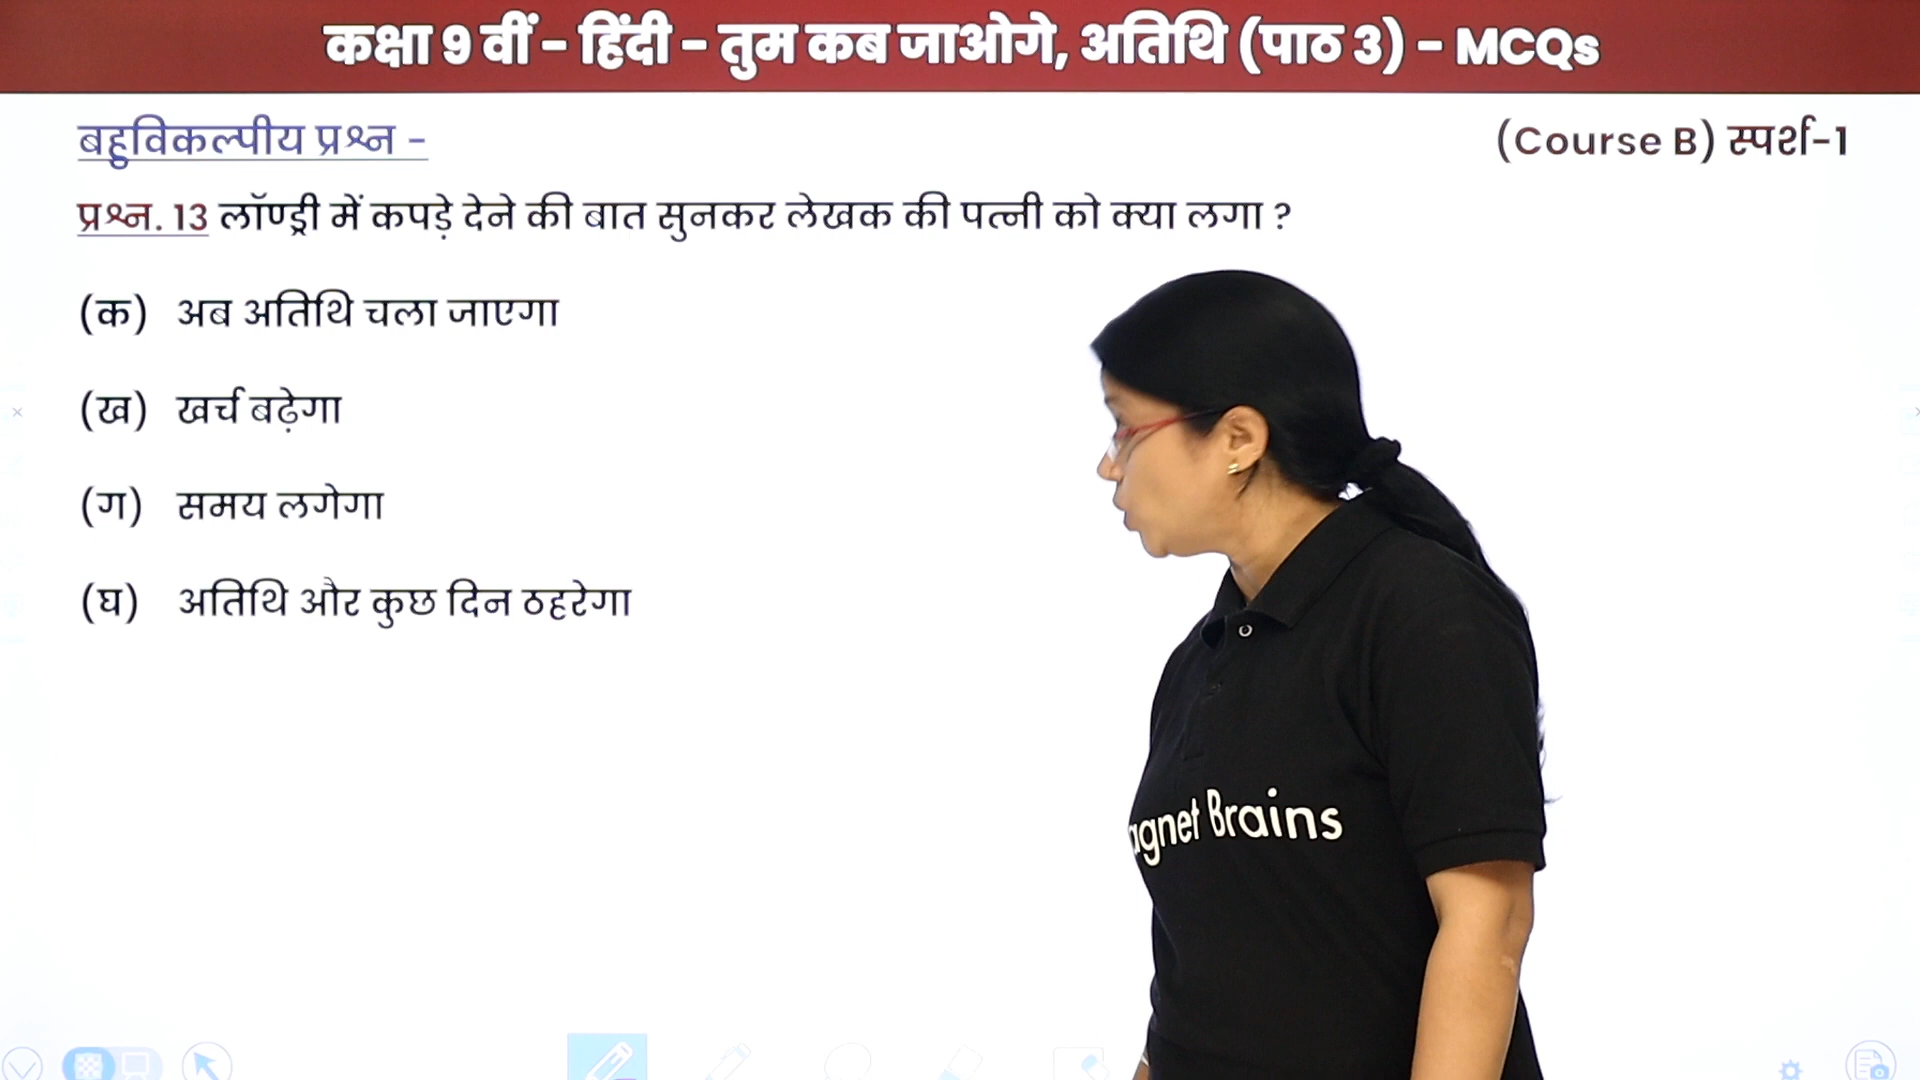 कक्षा 9 वीं - हिंदी - तुम कब जाओगे, अतिथि (पाठ 3) - MCQs
बहुविकल्पीय प्रश्न -
(Course B) स्पर्श-1
प्रश्न. 13 लॉण्ड्री में कपड़े देने की बात सुनकर लेखक की पत्नी को क्या लगा ?
(क) अब अतिथि चला जाएगा
(ख) खर्च बढ़ेगा
(ग) समय लगेगा
(घ) अतिथि और कुछ दिन ठहरेगा
agnet Brains